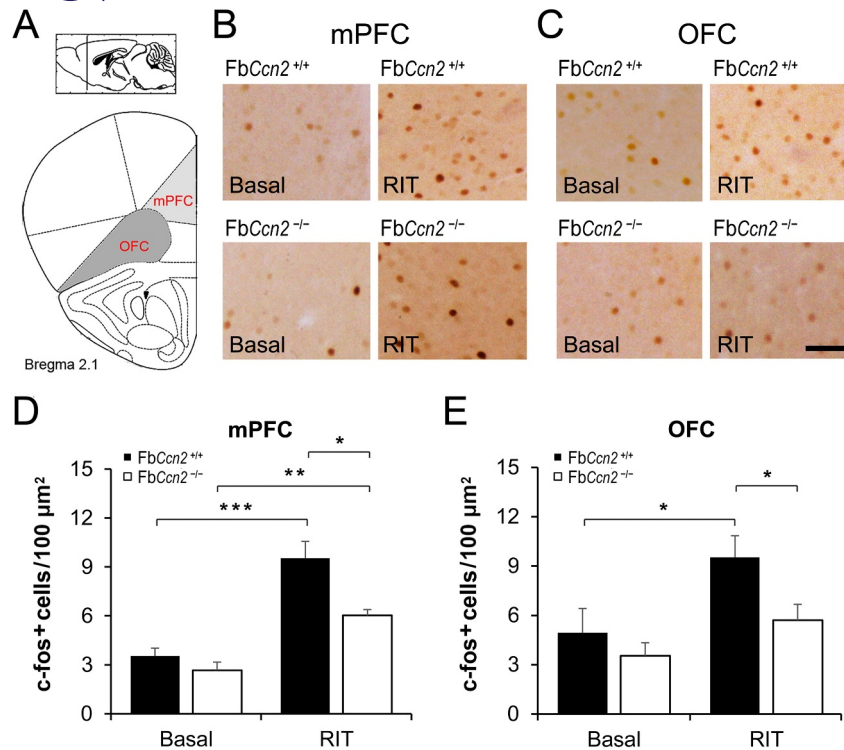 A
mPFC
OFC
Bregma 2.1
B
mPFC
FbCcn2 +/+
FbCcn2 +/+
Basal
RIT
FbCcn2 −/−
FbCcn2 −/−
Basal
RIT
C
OFC
FbCcn2 +/+
FbCcn2 +/+
Basal
RIT
FbCcn2 −/−
FbCcn2 −/−
Basal
RIT
D
mPFC
FbCcn2 +/+
FbCcn2 −/−
*
**
***
c-fos+ cells/100 µm²
15
12
9
6
3
0
Basal
RIT
E
OFC
FbCcn2 +/+
FbCcn2 −/−
*
*
c-fos+ cells/100 µm²
15
12
9
6
3
0
Basal
RIT